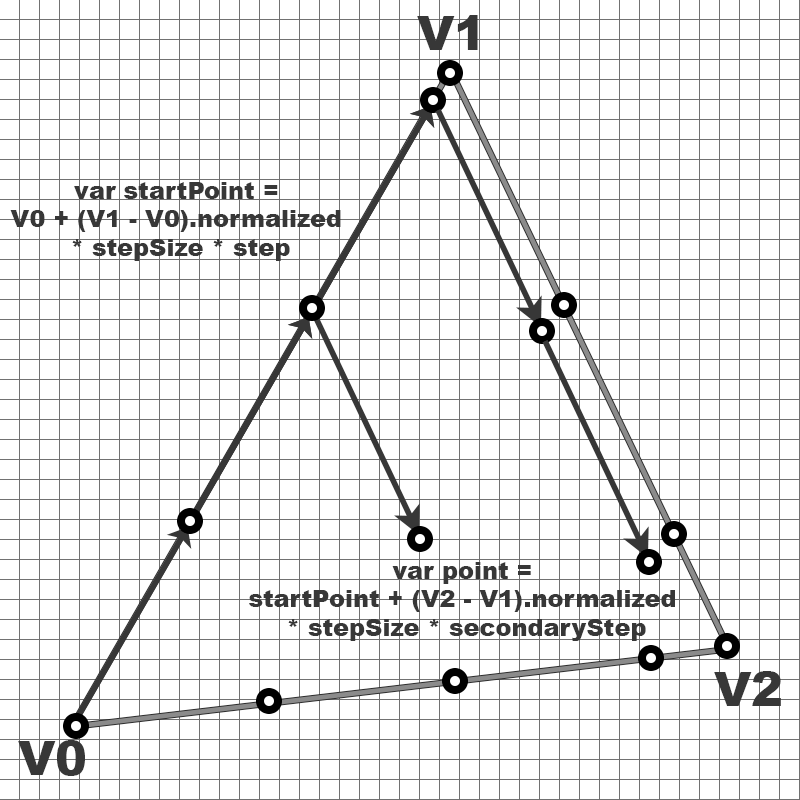 V1
var startPoint =
V0 + (V1 - V0).normalized
* stepSize * step
var point =
startPoint + (V2 - V1).normalized
* stepSize * secondaryStep
V2
V0